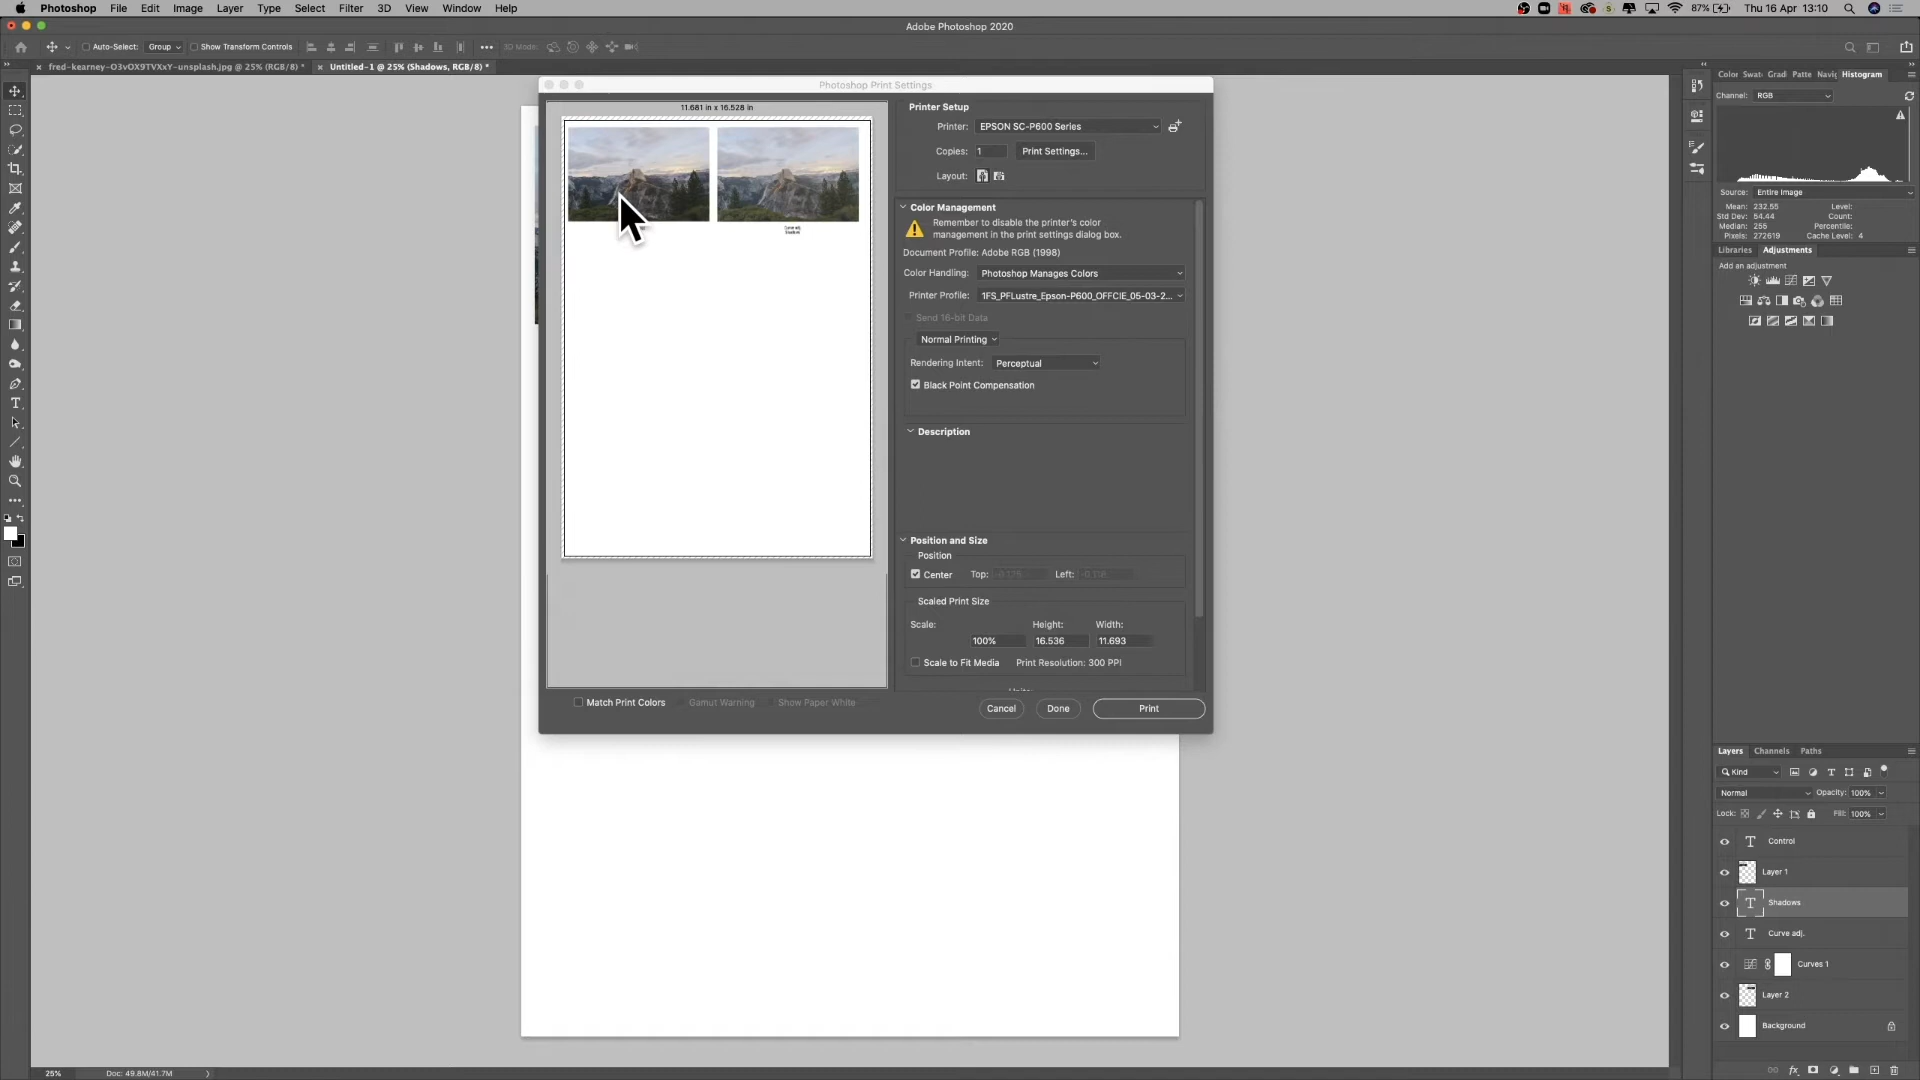 Photoshop File Edit Image Layer Type Select Filter 3D View Window Help 87% Thu 16 Apr 13:10
Adobe Photoshop 2020
Auto-Select: Group Show Transform Controls 3D Mode:
fred-kearney-O3vOX9TVXxY-unsplash.jpg @ 25% (RGB/8) * Untitled-1 @ 25% (Shadows, RGB/8) *
Photoshop Print Settings
11.681 in x 16.528 in
Curve adj.
Shadows
Printer Setup
Printer: EPSON SC-P600 Series
Copies: 1 Print Settings...
Layout:
Color Management
Remember to disable the printer's color
management in the print settings dialog box.
Document Profile: Adobe RGB (1998)
Color Handling: Photoshop Manages Colors
Printer Profile: 1FS_PFLustre_Epson-P600_OFFCIE_05-03-2...
Send 16-bit Data
Normal Printing
Rendering Intent: Perceptual
Black Point Compensation
Description
Position and Size
Position
Center Top: Left:
Scaled Print Size
Scale: Height: Width:
100% 16.536 11.693
Scale to Fit Media Print Resolution: 300 PPI
Match Print Colors Gamut Warning Show Paper White
Cancel Done Print
Color Swat Grad Patte Navig Histogram
Channel: RGB
Source: Entire Image
Mean: 232.55 Level:
Std Dev: 54.44 Count:
Median: 255 Percentile:
Pixels: 272619 Cache Level: 4
Libraries Adjustments
Add an adjustment
Layers Channels Paths
Kind
Normal Opacity: 100%
Lock: Fill: 100%
Control
Layer 1
Shadows
Curve adj.
Curves 1
Layer 2
Background
25% Doc: 49.8M/41.7M